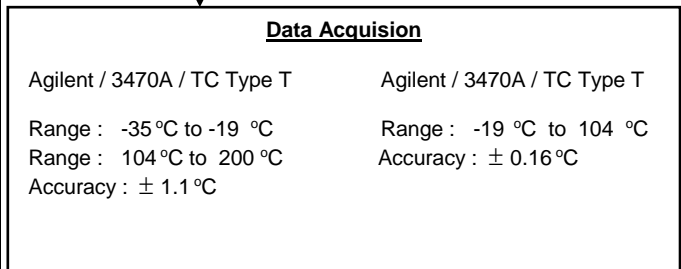 Data Acquision
Agilent / 3470A / TC Type T
Range : -35 ºC to -19 ºC
Range : 104 ºC to 200 ºC
Accuracy : ± 1.1 ºC
Agilent / 3470A / TC Type T
Range : -19 ºC to 104 ºC
Accuracy : ± 0.16 ºC